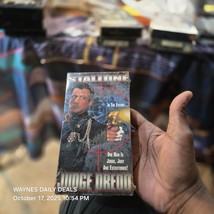 STALLONE
In The Future,
One Man Is
Judge, Jury
And Executioner.
JUDGE DREDD
WAYNES DAILY DEALS
October 17, 2025 10:54 PM